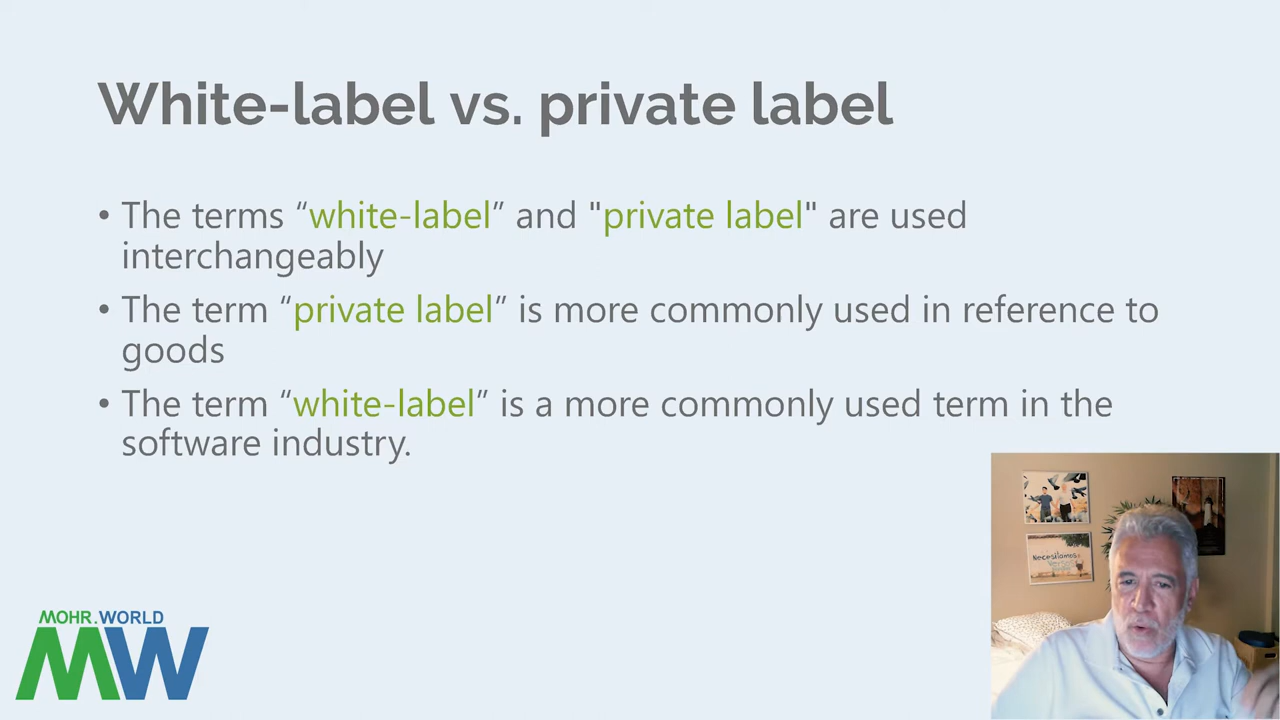 White-label vs. private label
• The terms “white-label” and "private label" are used
interchangeably
• The term “private label” is more commonly used in reference to
goods
• The term “white-label” is a more commonly used term in the
software industry.
Necesitamos
MOHR.WORLD
MW